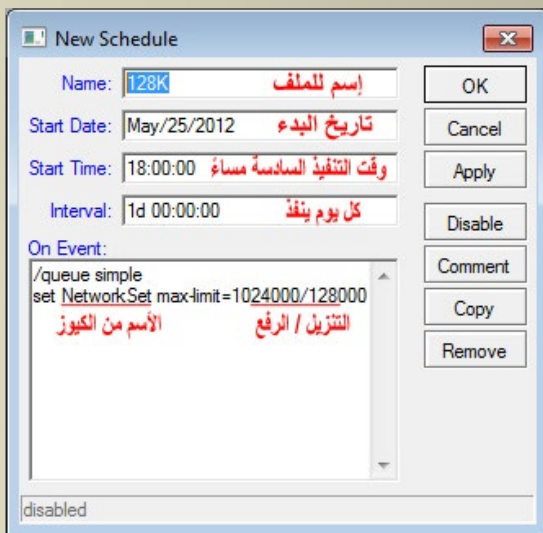 New Schedule
Name: 128K إسم للملف
OK
Start Date: May/25/2012 تاريخ البدء
Cancel
Start Time: 18:00:00 وقت التنفيذ السادسة مساءً
Apply
Interval: 1d 00:00:00 كل يوم ينفذ
Disable
On Event:
Comment
/queue simple
set NetworkSet max-limit=1024000/128000
Copy
الأسم من الكيوز التنزيل / الرفع
Remove
disabled